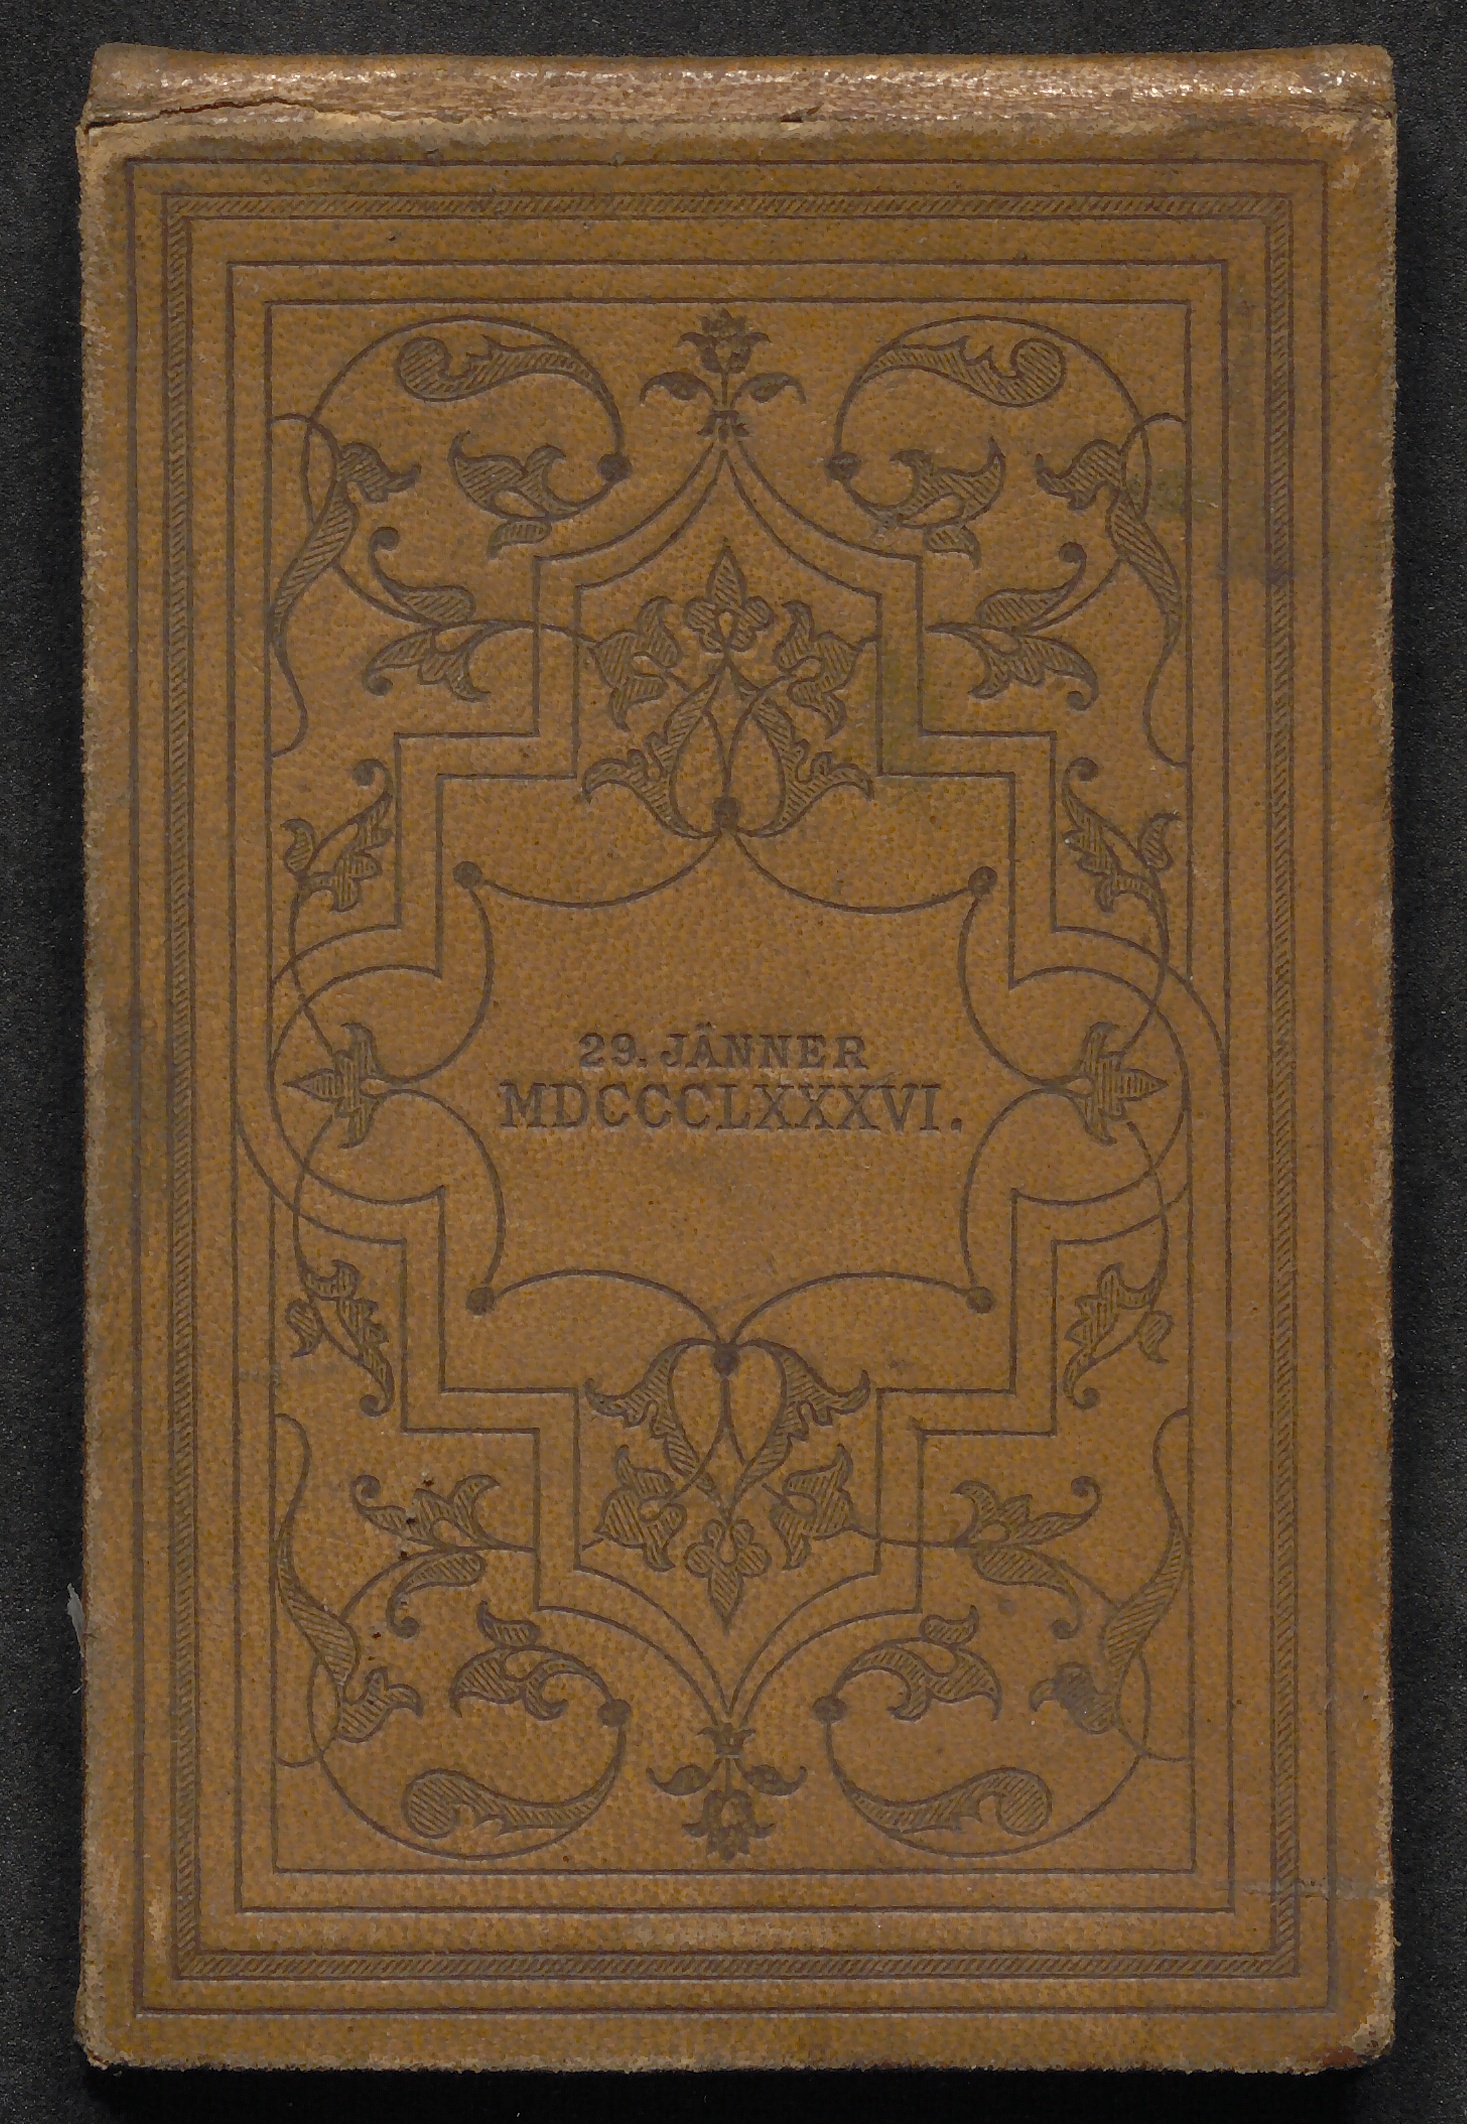 29. JÄNNER
MDCCCLXXXVI.